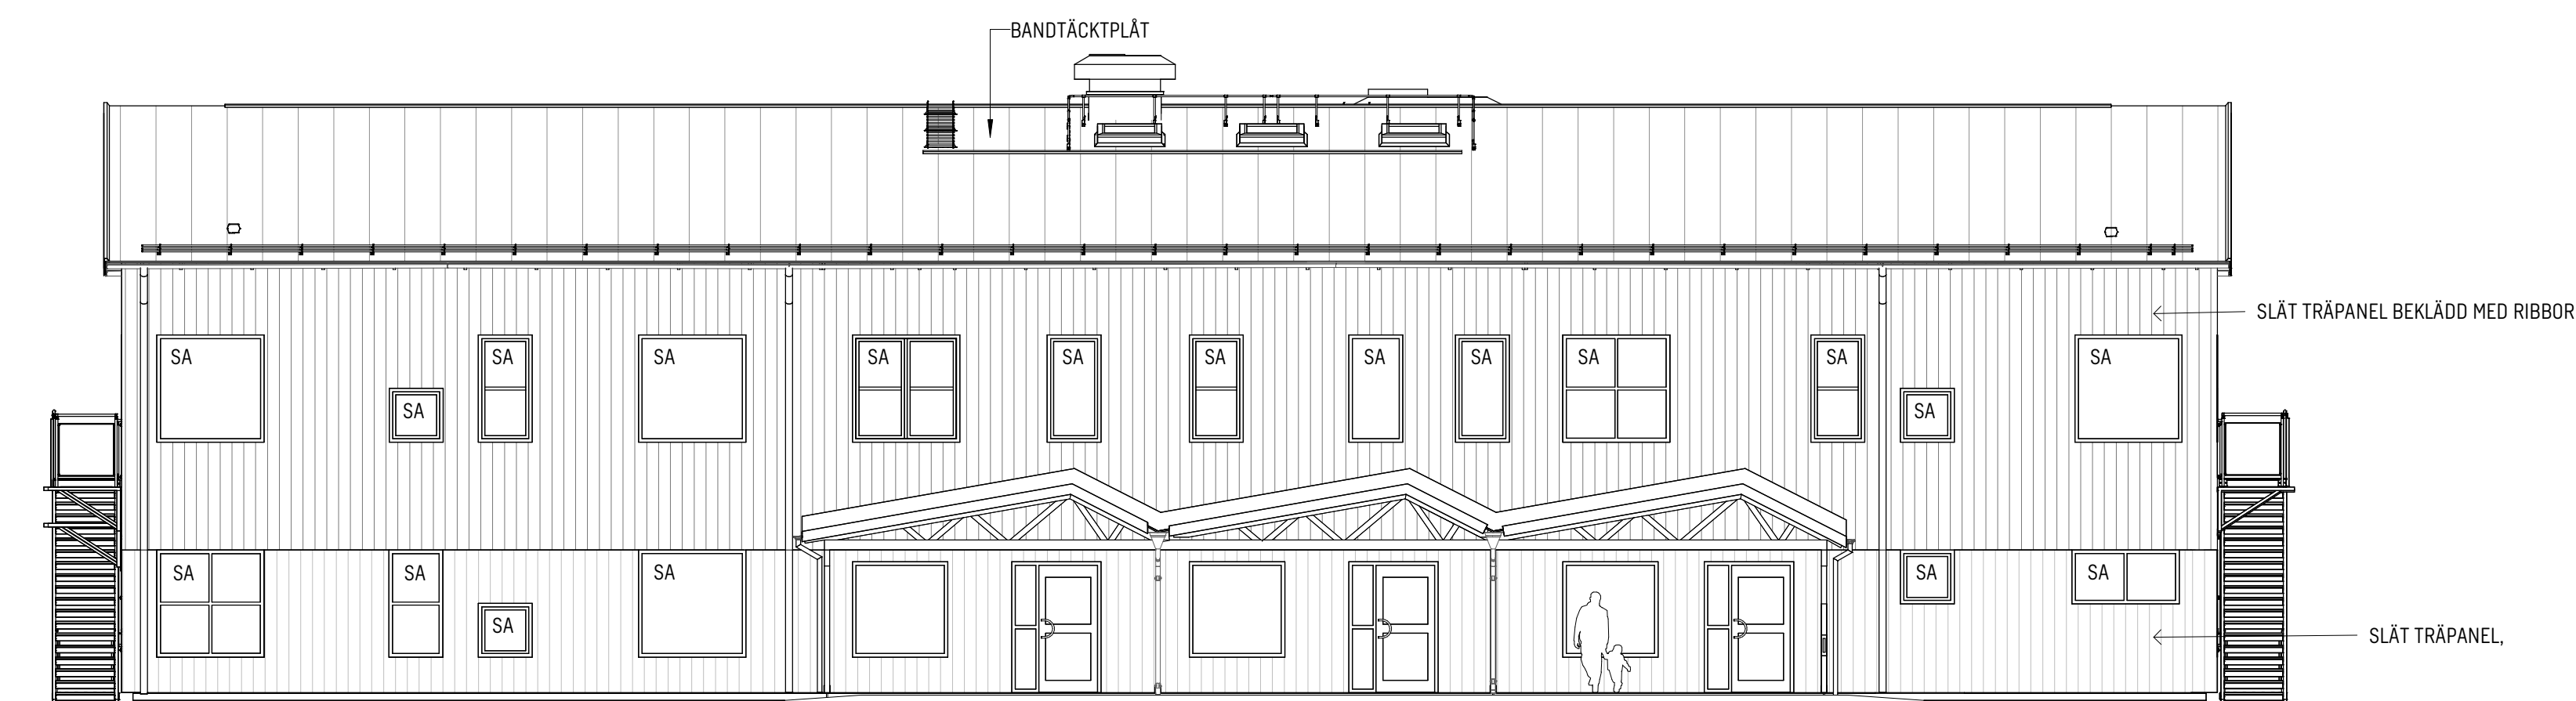 BANDTÄCKTPLÅT
SLÄT TRÄPANEL BEKLÄDD MED RIBBOR
SA SA SA SA SA SA SA SA SA SA SA
SA SA
SA SA SA SA SA
SA
SLÄT TRÄPANEL,